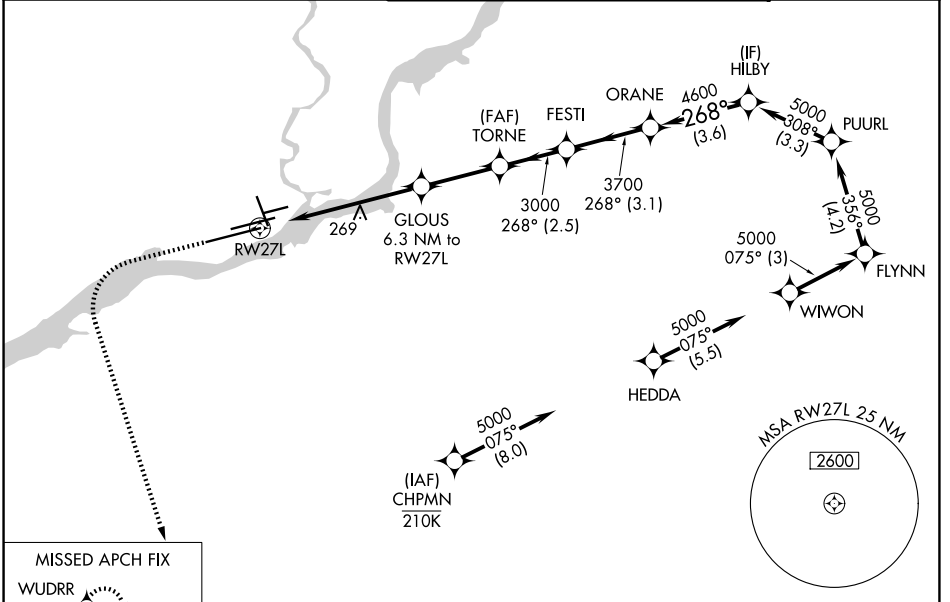 (IF)
HILBY
4600
268°
(3.6)
5000
308°
(3.3)
PUURL
ORANE
FESTI
(FAF)
TORNE
3700
268° (3.1)
3000
268° (2.5)
GLOUS
6.3 NM to
RW27L
269
RW27L
5000
356°
(4.2)
FLYNN
5000
075° (3)
WIWON
5000
075°
(5.5)
HEDDA
5000
075°
(8.0)
(IAF)
CHPMN
210K
MSA RW27L 25 NM
2600
MISSED APCH FIX
WUDRR